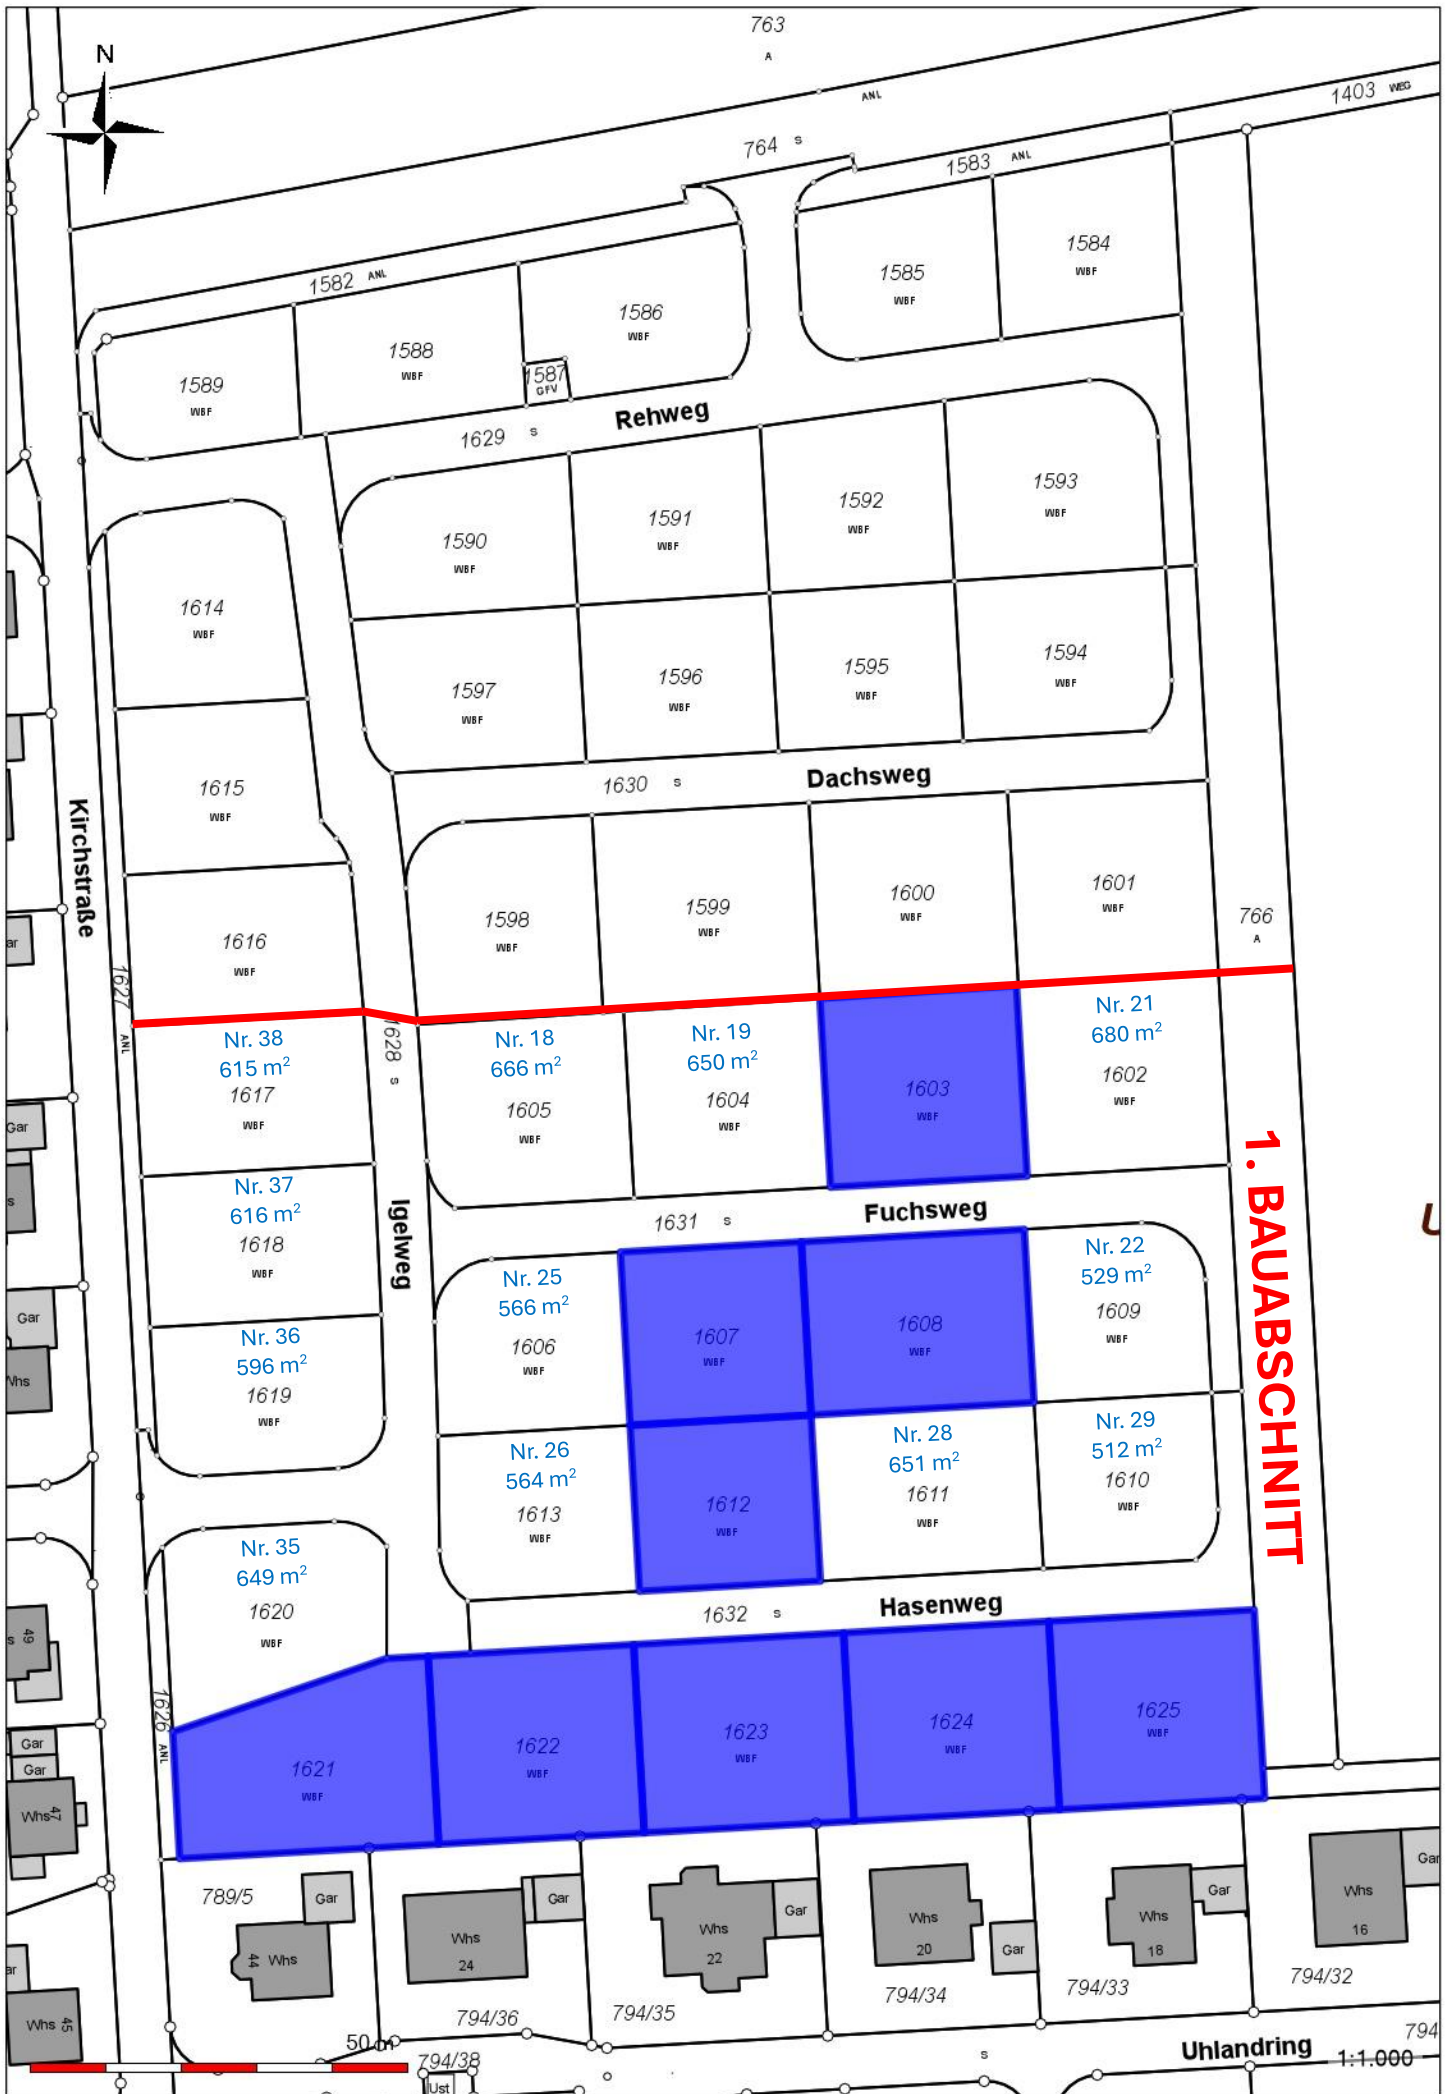 763
A
N
ANL
1403 WEG
764 S
1583 ANL
1584
WBF
1585
WBF
1582 ANL
1586
WBF
1588
WBF
1587
GFV
1589
WBF
Rehweg
1629 S
1593
WBF
1592
WBF
1591
WBF
1590
WBF
1614
WBF
1594
WBF
1595
WBF
1596
WBF
1597
WBF
1630 S
Dachsweg
1615
WBF
Kirchstraße
1601
WBF
1600
WBF
1599
WBF
1598
WBF
766
A
1616
WBF
1627 ANL
1628 S
Nr. 38
615 m²
1617
WBF
Nr. 18
666 m²
1605
WBF
Nr. 19
650 m²
1604
WBF
1603
WBF
Nr. 21
680 m²
1602
WBF
Gar
1. BAUABSCHNITT
Nr. 37
616 m²
1618
WBF
Igelweg
1631 S
Fuchsweg
U
Nr. 25
566 m²
1606
WBF
1607
WBF
1608
WBF
Nr. 22
529 m²
1609
WBF
Gar
Whs
Nr. 36
596 m²
1619
WBF
Nr. 26
564 m²
1613
WBF
1612
WBF
Nr. 28
651 m²
1611
WBF
Nr. 29
512 m²
1610
WBF
Nr. 35
649 m²
1620
WBF
1632 S
Hasenweg
49
1626 ANL
1621
WBF
1622
WBF
1623
WBF
1624
WBF
1625
WBF
Gar
Gar
Whs 47
789/5
Gar
Whs 44
Whs
24
Gar
Whs
22
Gar
Whs
20
Gar
Whs
18
Gar
Whs
16
Gar
Whs 45
794/36
794/35
794/34
794/33
794/32
50 m
794/38
Ust
S
Uhlandring
794
1:1.000